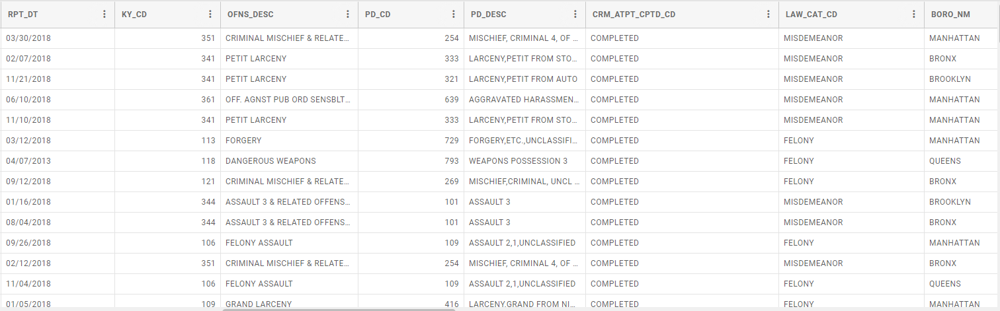 RPT_DT KY_CD OFNS_DESC PD_CD PD_DESC CRM_ATPT_CPTD_CD LAW_CAT_CD BORO_NM
03/30/2018 351 CRIMINAL MISCHIEF & RELATE... 254 MISCHIEF, CRIMINAL 4, OF ... COMPLETED MISDEMEANOR MANHATTAN
02/07/2018 341 PETIT LARCENY 333 LARCENY,PETIT FROM STO... COMPLETED MISDEMEANOR BRONX
11/21/2018 341 PETIT LARCENY 321 LARCENY,PETIT FROM AUTO COMPLETED MISDEMEANOR BROOKLYN
06/10/2018 361 OFF. AGNST PUB ORD SENSBLT... 639 AGGRAVATED HARASSMEN... COMPLETED MISDEMEANOR MANHATTAN
11/10/2018 341 PETIT LARCENY 333 LARCENY,PETIT FROM STO... COMPLETED MISDEMEANOR MANHATTAN
03/12/2018 113 FORGERY 729 FORGERY,ETC.,UNCLASSIFI... COMPLETED FELONY MANHATTAN
04/07/2013 118 DANGEROUS WEAPONS 793 WEAPONS POSSESSION 3 COMPLETED FELONY QUEENS
09/12/2018 121 CRIMINAL MISCHIEF & RELATE... 269 MISCHIEF,CRIMINAL, UNCL ... COMPLETED FELONY BRONX
01/16/2018 344 ASSAULT 3 & RELATED OFFENS... 101 ASSAULT 3 COMPLETED MISDEMEANOR BROOKLYN
08/04/2018 344 ASSAULT 3 & RELATED OFFENS... 101 ASSAULT 3 COMPLETED MISDEMEANOR BRONX
09/26/2018 106 FELONY ASSAULT 109 ASSAULT 2,1,UNCLASSIFIED COMPLETED FELONY MANHATTAN
02/12/2018 351 CRIMINAL MISCHIEF & RELATE... 254 MISCHIEF, CRIMINAL 4, OF ... COMPLETED MISDEMEANOR BRONX
11/04/2018 106 FELONY ASSAULT 109 ASSAULT 2,1,UNCLASSIFIED COMPLETED FELONY QUEENS
01/05/2018 109 GRAND LARCENY 416 LARCENY,GRAND FROM NI... COMPLETED FELONY MANHATTAN